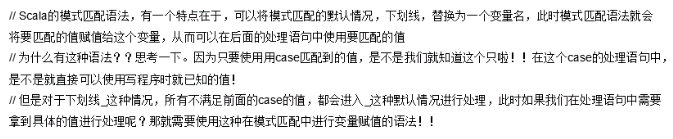 // Scala的模式匹配语法，有一个特点在于，可以将模式匹配的默认情况，下划线，替换为一个变量名，此时模式匹配语法就会
将要匹配的值赋值给这个变量，从而可以在后面的处理语句中使用要匹配的值
// 为什么有这种语法？？思考一下。因为只要使用用case匹配到的值，是不是我们就知道这个只啦！！在这个case的处理语句中，
是不是就直接可以使用写程序时就已知的值！
// 但是对于下划线_这种情况，所有不满足前面的case的值，都会进入_这种默认情况进行处理，此时如果我们在处理语句中需要
拿到具体的值进行处理呢？那就需要使用这种在模式匹配中进行变量赋值的语法！！